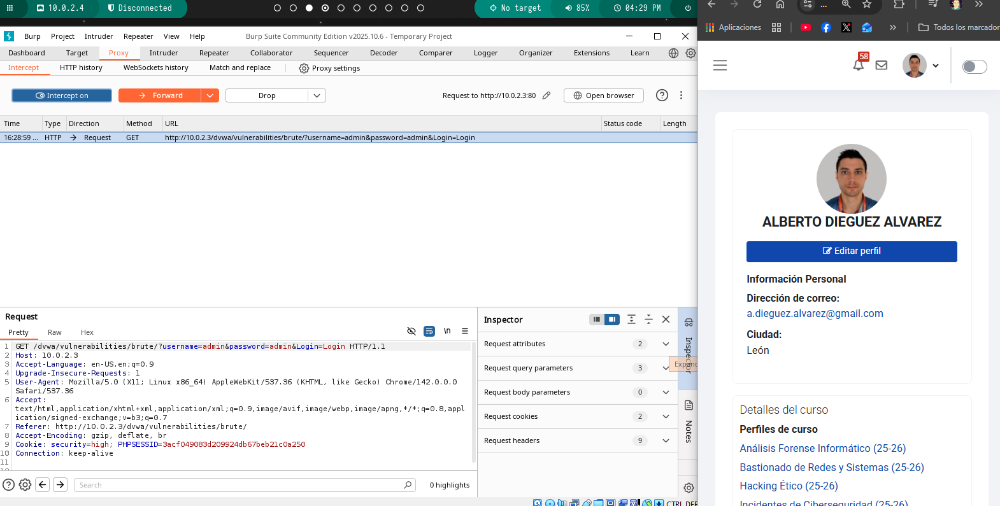 10.0.2.4 Disconnected No target 85% 04:29 PM
Burp Project Intruder Repeater View Help Burp Suite Community Edition v2025.10.6 - Temporary Project
Dashboard Target Proxy Intruder Repeater Collaborator Sequencer Decoder Comparer Logger Organizer Extensions Learn
Intercept HTTP history WebSockets history Match and replace Proxy settings
Intercept on Forward Drop Request to http://10.0.2.3:80 Open browser
Time Type Direction Method URL Status code Length
16:28:59 ... HTTP Request GET http://10.0.2.3/dvwa/vulnerabilities/brute/?username=admin&password=admin&Login=Login
Request
Pretty Raw Hex \n
1 GET /dvwa/vulnerabilities/brute/?username=admin&password=admin&Login=Login HTTP/1.1
2 Host: 10.0.2.3
3 Accept-Language: en-US,en;q=0.9
4 Upgrade-Insecure-Requests: 1
5 User-Agent: Mozilla/5.0 (X11; Linux x86_64) AppleWebKit/537.36 (KHTML, like Gecko) Chrome/142.0.0.0
Safari/537.36
6 Accept:
text/html,application/xhtml+xml,application/xml;q=0.9,image/avif,image/webp,image/apng,*/*;q=0.8,appl
ication/signed-exchange;v=b3;q=0.7
7 Referer: http://10.0.2.3/dvwa/vulnerabilities/brute/
8 Accept-Encoding: gzip, deflate, br
9 Cookie: security=high; PHPSESSID=3acf049083d209924db67beb21c0a250
10 Connection: keep-alive
11
12
Search 0 highlights
Inspector
Request attributes 2
Request query parameters 3
Request body parameters 0
Request cookies 2
Request headers 9
Inspector
Expand
Notes
CTRL DER
...
Aplicaciones Todos los marcador
58
ALBERTO DIEGUEZ ALVAREZ
Editar perfil
Información Personal
Dirección de correo:
a.dieguez.alvarez@gmail.com
Ciudad:
León
Detalles del curso
Perfiles de curso
Análisis Forense Informático (25-26)
Bastionado de Redes y Sistemas (25-26)
Hacking Ético (25-26)
Incidentes de Ciberseguridad (25-26)